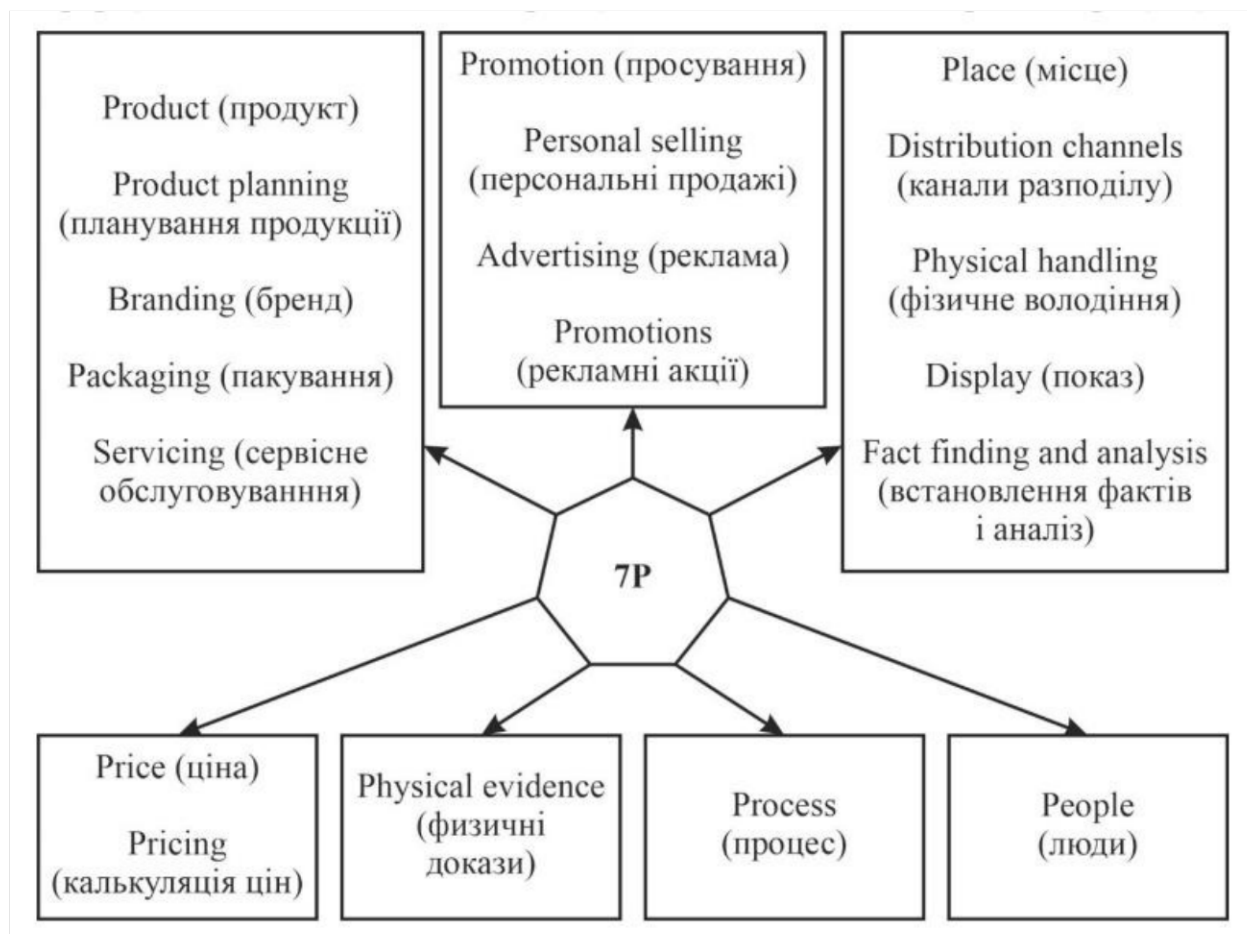 Product (продукт)
Product planning
(планування продукції)
Branding (бренд)
Packaging (пакування)
Servicing (сервісне
обслуговуванння)
Promotion (просування)
Personal selling
(персональні продажі)
Advertising (реклама)
Promotions
(рекламні акції)
Place (місце)
Distribution channels
(канали разподілу)
Physical handling
(фізичне володіння)
Display (показ)
Fact finding and analysis
(встановлення фактів
і аналіз)
7P
Price (ціна)
Pricing
(калькуляція цін)
Physical evidence
(физичні
докази)
Process
(процес)
People
(люди)